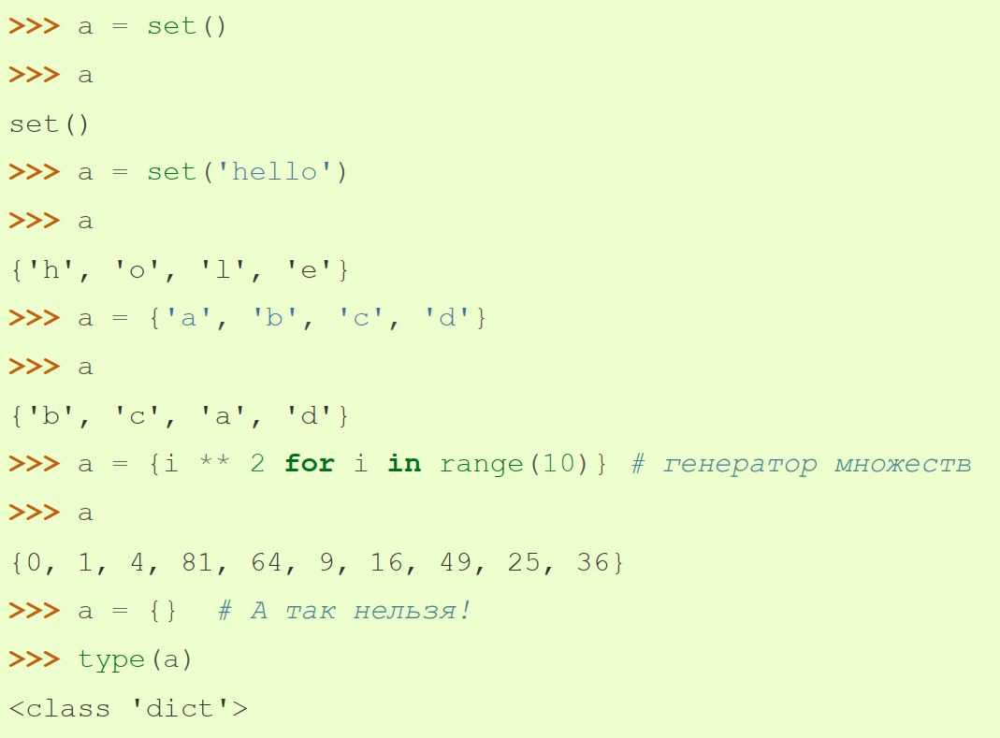 >>> a = set()
>>> a
set()
>>> a = set('hello')
>>> a
{'h', 'o', 'l', 'e'}
>>> a = {'a', 'b', 'c', 'd'}
>>> a
{'b', 'c', 'a', 'd'}
>>> a = {i ** 2 for i in range(10)} # генератор множеств
>>> a
{0, 1, 4, 81, 64, 9, 16, 49, 25, 36}
>>> a = {}  # А так нельзя!
>>> type(a)
<class 'dict'>